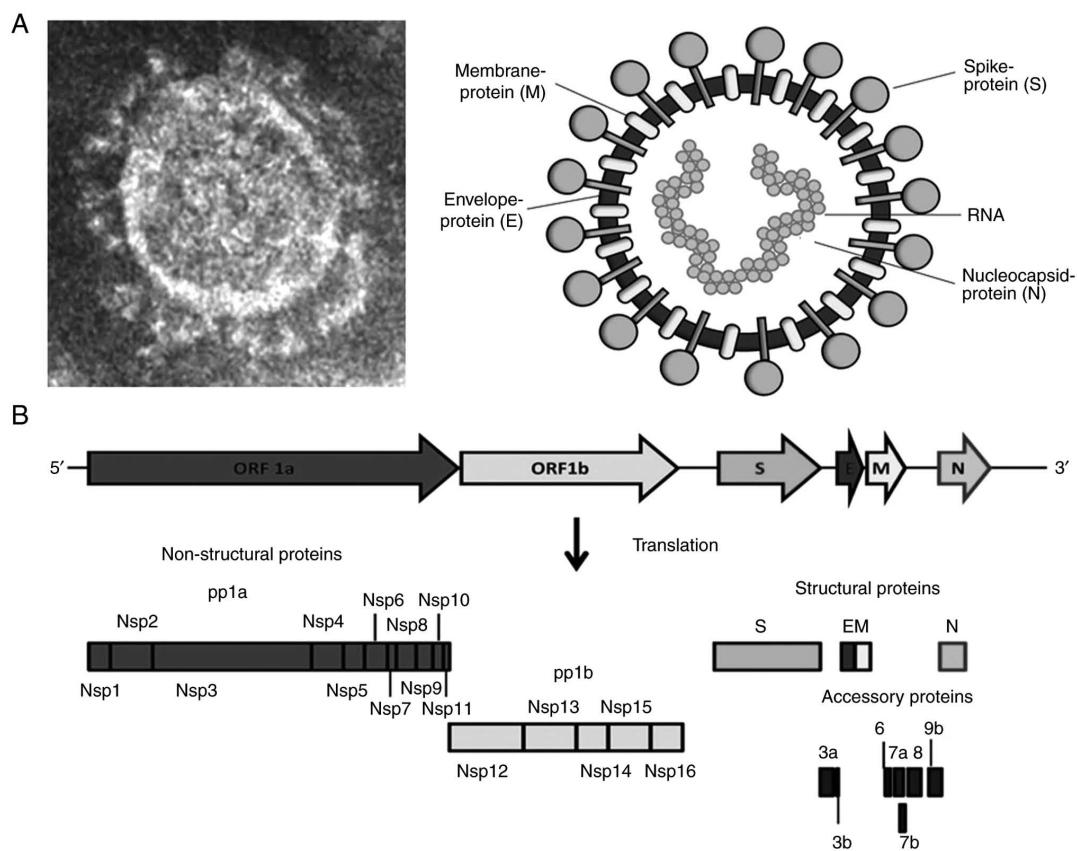 A
Membrane-
protein (M)
Spike-
protein (S)
Envelope-
protein (E)
RNA
Nucleocapsid-
protein (N)
B
5′
ORF 1a
ORF1b
S
E
M
N
3′
Translation
Non-structural proteins
pp1a
Nsp6
Nsp10
Nsp2
Nsp4
Nsp8
Nsp1
Nsp3
Nsp5
Nsp9
Nsp7
Nsp11
pp1b
Nsp13
Nsp15
Nsp12
Nsp14
Nsp16
Structural proteins
S
EM
N
Accessory proteins
6
9b
3a
7a
8
3b
7b